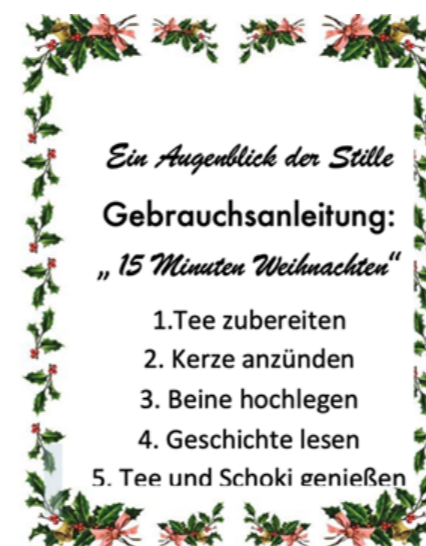 Ein Augenblick der Stille
Gebrauchsanleitung:
„ 15 Minuten Weihnachten“
1.Tee zubereiten
2. Kerze anzünden
3. Beine hochlegen
4. Geschichte lesen
5. Tee und Schoki genießen